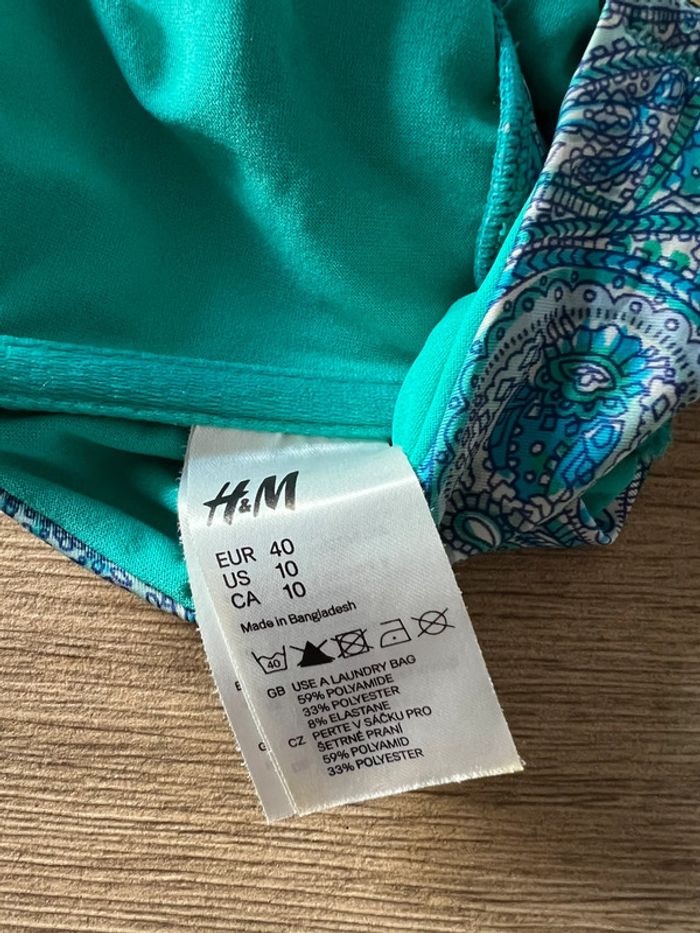 H&M
EUR 40
US 10
CA 10
Made in Bangladesh
40
GB USE A LAUNDRY BAG
59% POLYAMIDE
33% POLYESTER
8% ELASTANE
CZ PERTE V SÁČKU PRO
ŠETRNÉ PRANÍ
59% POLYAMID
33% POLYESTER